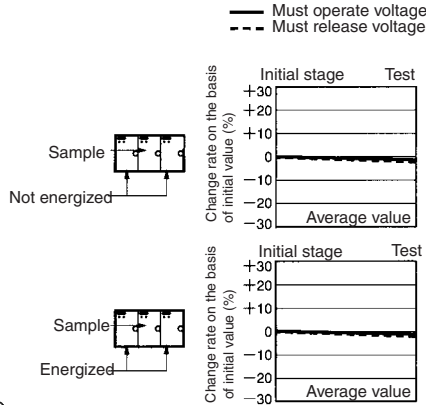 Must operate voltage
Must release voltage
Initial stage Test
Change rate on the basis
of initial value (%)
+30
+20
+10
0
−10
−20
−30
Average value
Sample
Not energized
Initial stage Test
Change rate on the basis
of initial value (%)
+30
+20
+10
0
−10
−20
−30
Average value
Sample
Energized